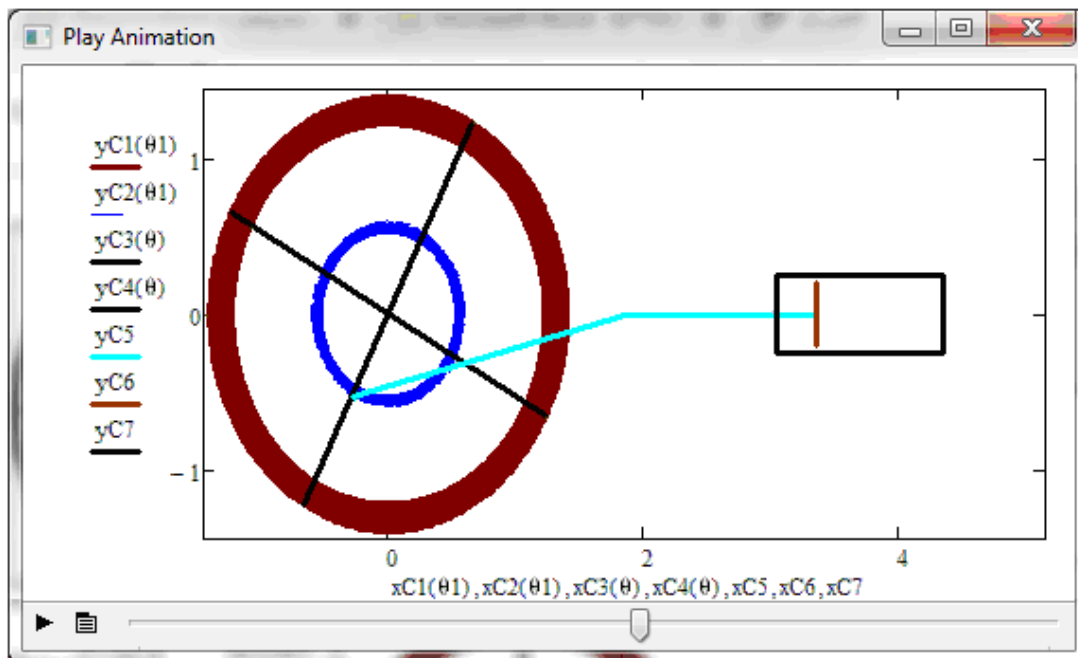 Play Animation
yC1(θ1)
yC2(θ1)
yC3(θ)
yC4(θ)
yC5
yC6
yC7
1
0
−1
0 2 4
xC1(θ1),xC2(θ1),xC3(θ),xC4(θ),xC5,xC6,xC7